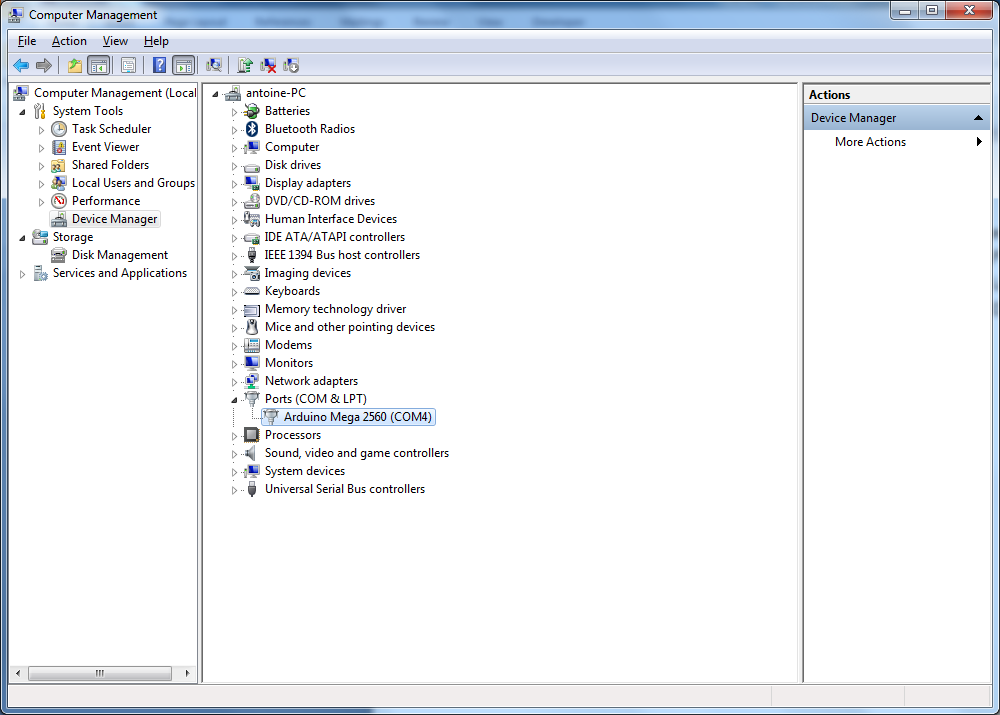 Computer Management
File Action View Help
Computer Management (Local
System Tools
Task Scheduler
Event Viewer
Shared Folders
Local Users and Groups
Performance
Device Manager
Storage
Disk Management
Services and Applications
antoine-PC
Batteries
Bluetooth Radios
Computer
Disk drives
Display adapters
DVD/CD-ROM drives
Human Interface Devices
IDE ATA/ATAPI controllers
IEEE 1394 Bus host controllers
Imaging devices
Keyboards
Memory technology driver
Mice and other pointing devices
Modems
Monitors
Network adapters
Ports (COM & LPT)
Arduino Mega 2560 (COM4)
Processors
Sound, video and game controllers
System devices
Universal Serial Bus controllers
Actions
Device Manager
More Actions